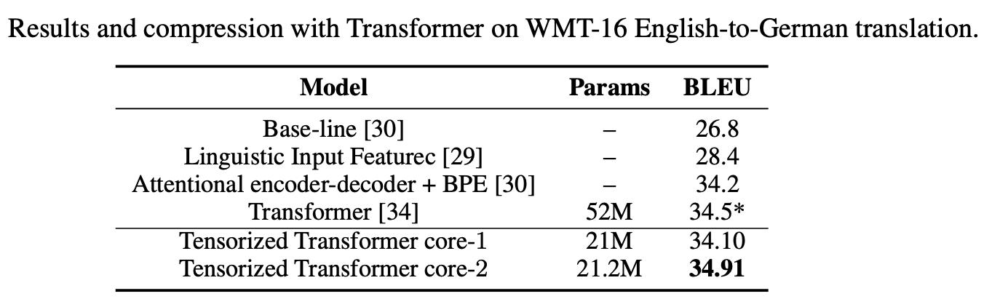 Results and compression with Transformer on WMT-16 English-to-German translation.
Model Params BLEU
Base-line [30] – 26.8
Linguistic Input Featurec [29] – 28.4
Attentional encoder-decoder + BPE [30] – 34.2
Transformer [34] 52M 34.5*
Tensorized Transformer core-1 21M 34.10
Tensorized Transformer core-2 21.2M 34.91